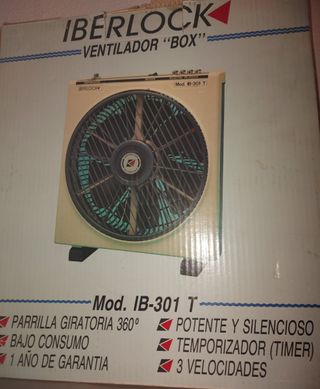 IBERLOCK
VENTILADOR "BOX"
IBERLOCK
Mod. IB-301 T
Mod. IB-301 T
PARRILLA GIRATORIA 360º
BAJO CONSUMO
1 AÑO DE GARANTIA
POTENTE Y SILENCIOSO
TEMPORIZADOR (TIMER)
3 VELOCIDADES